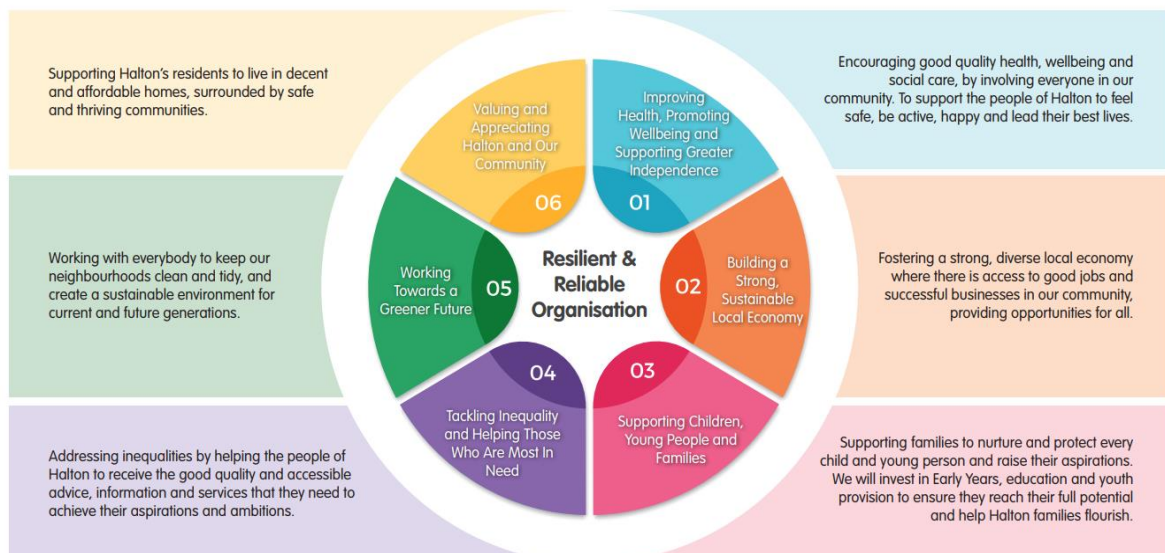 Supporting Halton's residents to live in decent
and affordable homes, surrounded by safe
and thriving communities.
Valuing and
Appreciating
Halton and Our
Community
06
Improving
Health, Promoting
Wellbeing and
Supporting Greater
Independence
01
Encouraging good quality health, wellbeing and
social care, by involving everyone in our
community. To support the people of Halton to feel
safe, be active, happy and lead their best lives.
Working with everybody to keep our
neighbourhoods clean and tidy, and
create a sustainable environment for
current and future generations.
Working
Towards a
Greener Future
05
Resilient &
Reliable
Organisation
02
Building a
Strong,
Sustainable
Local Economy
Fostering a strong, diverse local economy
where there is access to good jobs and
successful businesses in our community,
providing opportunities for all.
Addressing inequalities by helping the people of
Halton to receive the good quality and accessible
advice, information and services that they need to
achieve their aspirations and ambitions.
04
Tackling Inequality
and Helping Those
Who Are Most In
Need
03
Supporting Children,
Young People and
Families
Supporting families to nurture and protect every
child and young person and raise their aspirations.
We will invest in Early Years, education and youth
provision to ensure they reach their full potential
and help Halton families flourish.